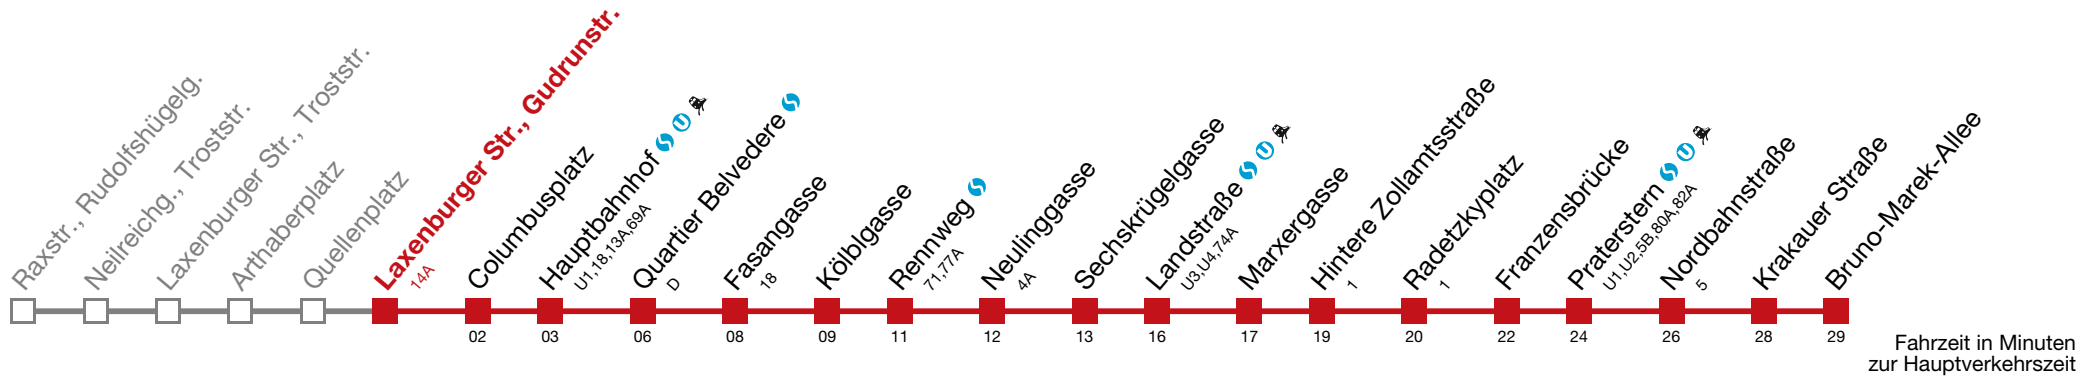 Raxstr., Rudolfshügelg.
Neilreichg., Troststr.
Laxenburger Str., Troststr.
Arthaberplatz
Quellenplatz
Laxenburger Str., Gudrunstr.
14A
Columbusplatz
02
Hauptbahnhof
U1,18,13A,69A
03
Quartier Belvedere
D
06
Fasangasse
18
08
Kölblgasse
09
Rennweg
71,77A
11
Neulinggasse
4A
12
Sechskrügelgasse
13
Landstraße
U3,U4,74A
16
Marxergasse
17
Hintere Zollamtsstraße
1
19
Radetzkyplatz
1
20
Franzensbrücke
22
Praterstern
U1,U2,5B,80A,82A
24
Nordbahnstraße
5
26
Krakauer Straße
28
Bruno-Marek-Allee
29
Fahrzeit in Minuten
zur Hauptverkehrszeit